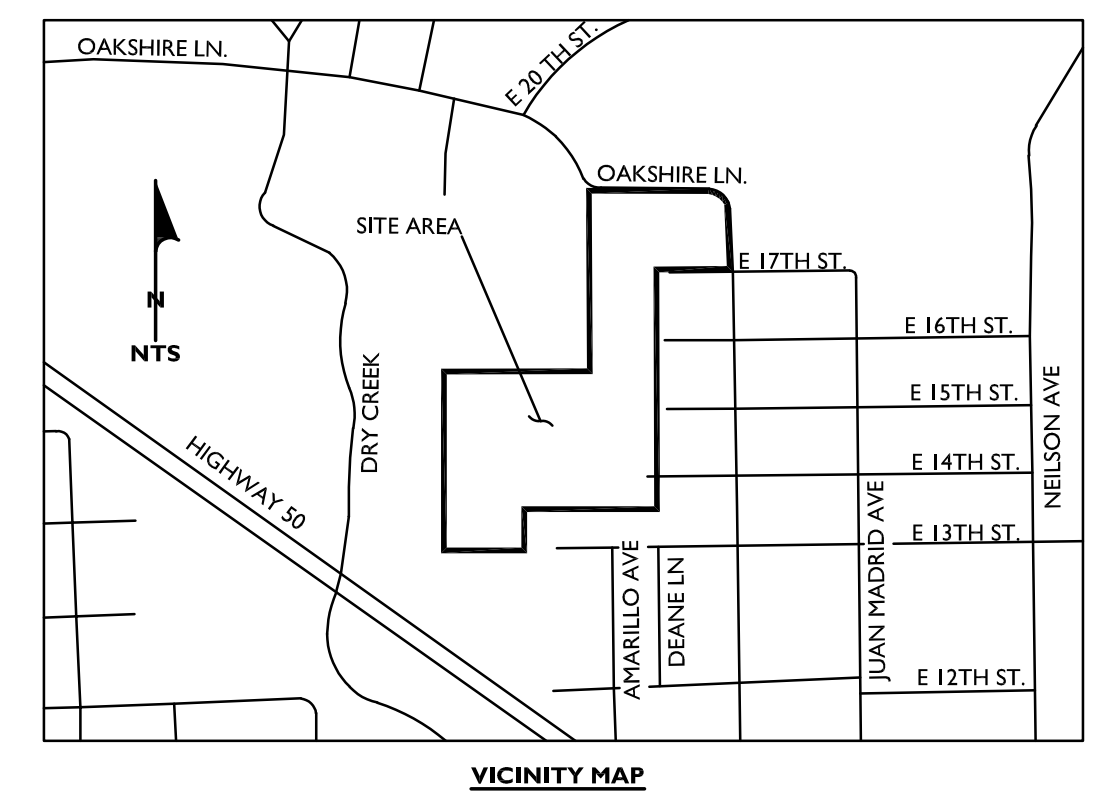 OAKSHIRE LN.
E 20 TH ST.
OAKSHIRE LN.
SITE AREA
E 17TH ST.
N
NTS
E 16TH ST.
DRY CREEK
E 15TH ST.
NEILSON AVE
HIGHWAY 50
E 14TH ST.
JUAN MADRID AVE
E 13TH ST.
AMARILLO AVE
DEANE LN
E 12TH ST.
VICINITY MAP